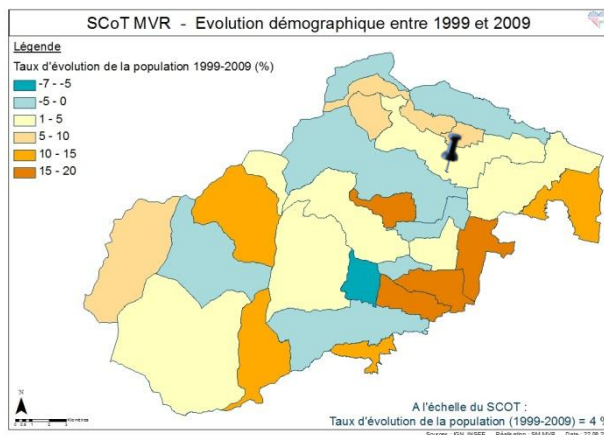 SCoT MVR - Evolution démographique entre 1999 et 2009
Légende
Taux d'évolution de la population 1999-2009 (%)
-7 - -5
-5 - 0
1 - 5
5 - 10
10 - 15
15 - 20
N
A l'échelle du SCOT :
Taux d'évolution de la population (1999-2009) = 4 %
Sources : IGN, INSEE Réalisation : SM MVR Date :